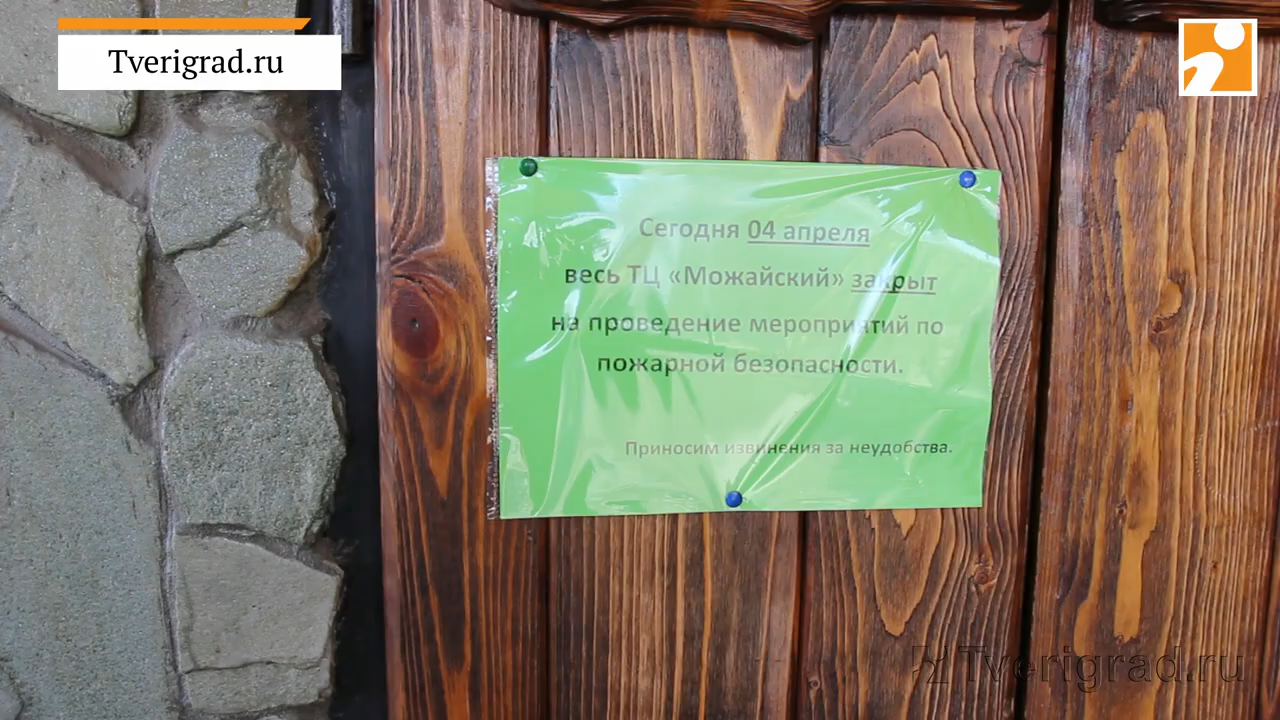 Tverigrad.ru
Сегодня 04 апреля
весь ТЦ «Можайский» закрыт
на проведение мероприятий по
пожарной безопасности.
Приносим извинения за неудобства.
Tverigrad.ru